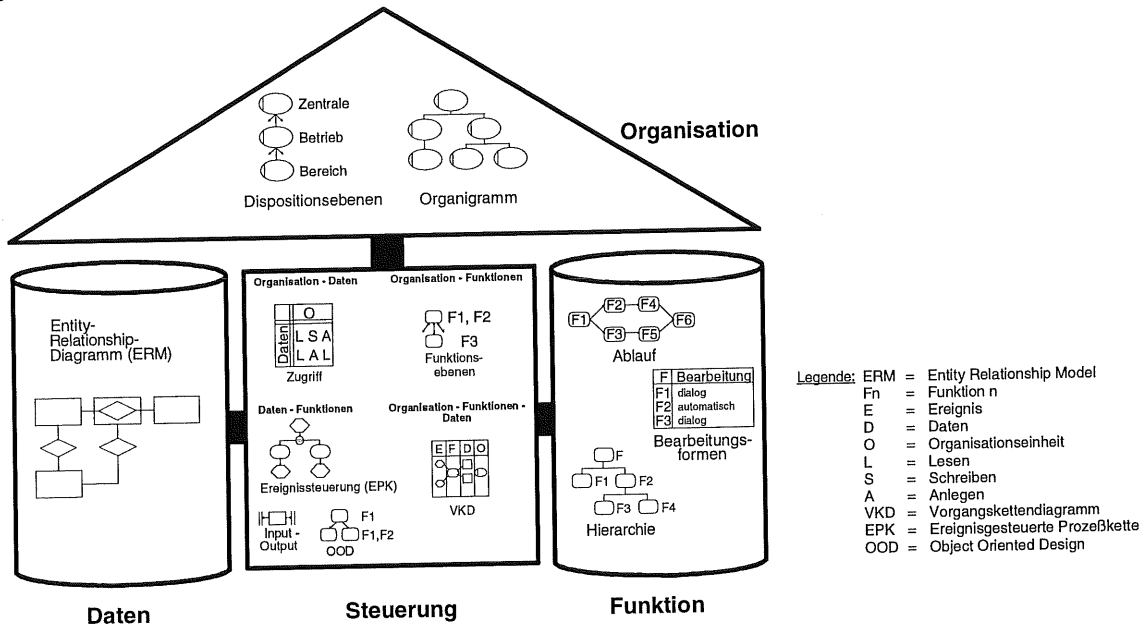 Zentrale
Betrieb
Bereich
Dispositionsebenen
Organigramm
Organisation
Entity-
Relationship-
Diagramm (ERM)
Organisation - Daten
O
Daten
L S A
L A L
Zugriff
Organisation - Funktionen
F1, F2
F3
Funktions-
ebenen
Daten - Funktionen
Ereignissteuerung (EPK)
Input -
Output
F1
F1,F2
OOD
Organisation - Funktionen -
Daten
E F D O
VKD
F1 F2 F4 F6
F3 F5
Ablauf
F Bearbeitung
F1 dialog
F2 automatisch
F3 dialog
Bearbeitungs-
formen
F
F1 F2
F3 F4
Hierarchie
Daten
Steuerung
Funktion
Legende: ERM = Entity Relationship Model
Fn = Funktion n
E = Ereignis
D = Daten
O = Organisationseinheit
L = Lesen
S = Schreiben
A = Anlegen
VKD = Vorgangskettendiagramm
EPK = Ereignisgesteuerte Prozeßkette
OOD = Object Oriented Design